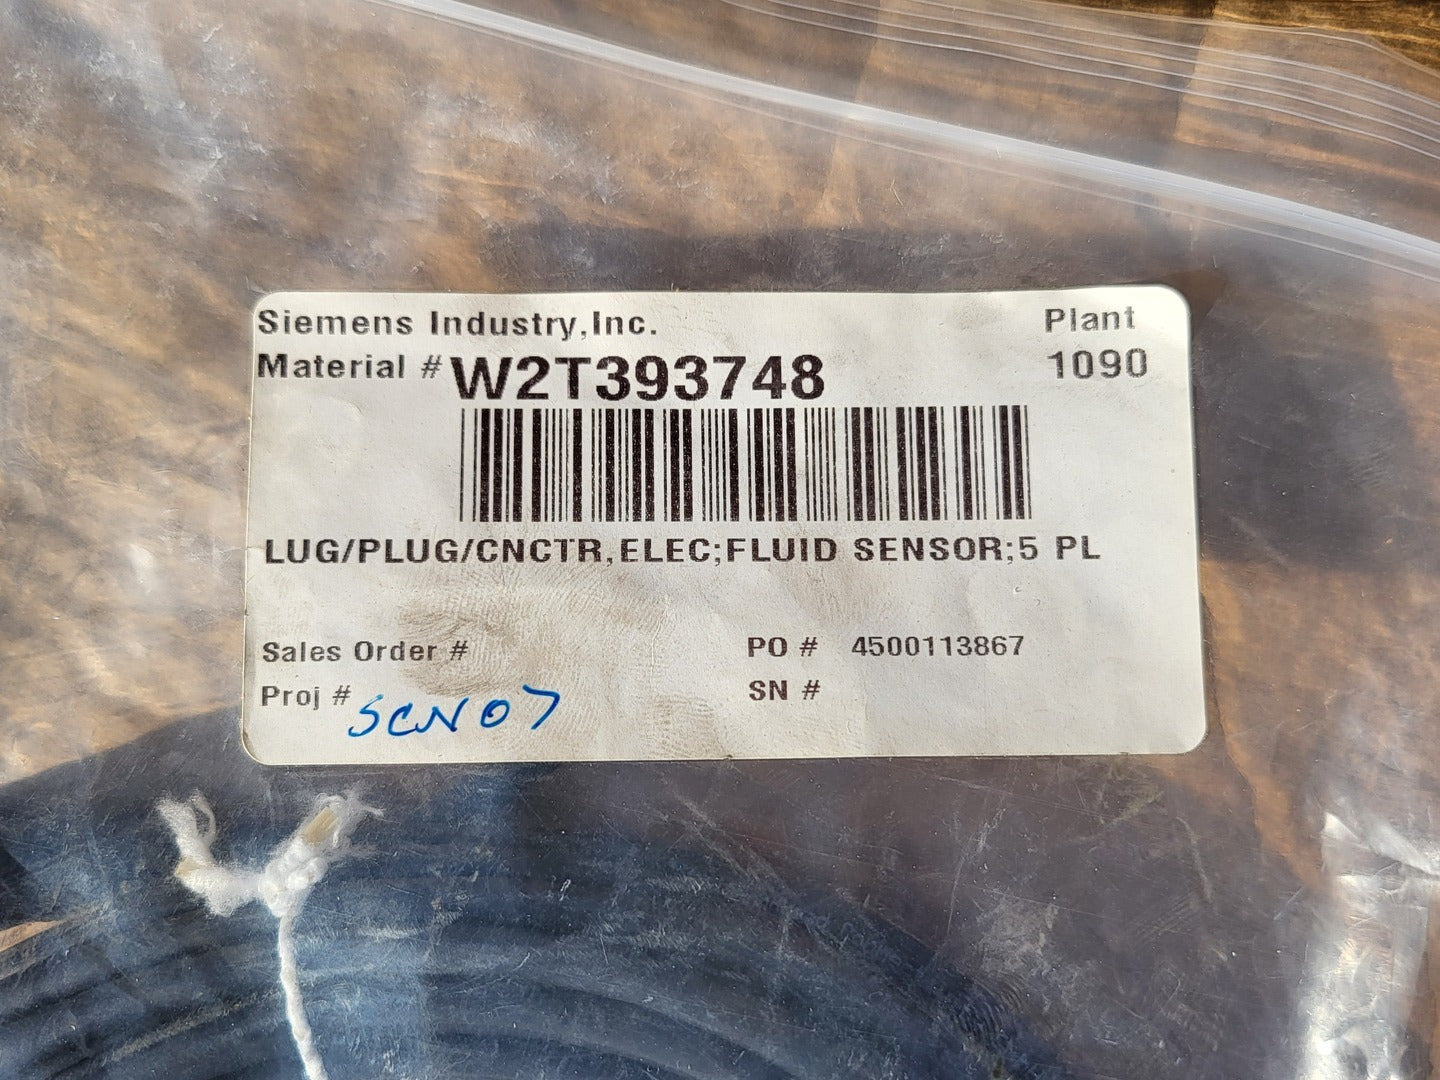 Siemens Industry,Inc.
Plant
Material # W2T393748
1090
LUG/PLUG/CNCTR,ELEC;FLUID SENSOR;5 PL
Sales Order #
PO # 4500113867
Proj # SCN07
SN #